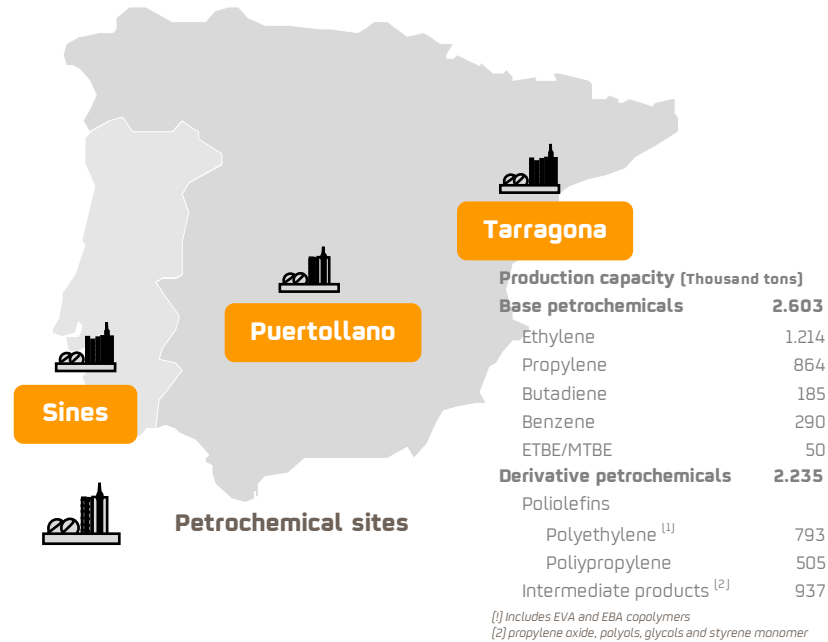 Tarragona
Puertollano
Sines
Petrochemical sites
Production capacity (Thousand tons)
Base petrochemicals 2.603
Ethylene 1.214
Propylene 864
Butadiene 185
Benzene 290
ETBE/MTBE 50
Derivative petrochemicals 2.235
Poliolefins
Polyethylene [1] 793
Poliypropylene 505
Intermediate products [2] 937
[!] Includes EVA and EBA copolymers
[2] propylene oxide, polyols, glycols and styrene monomer